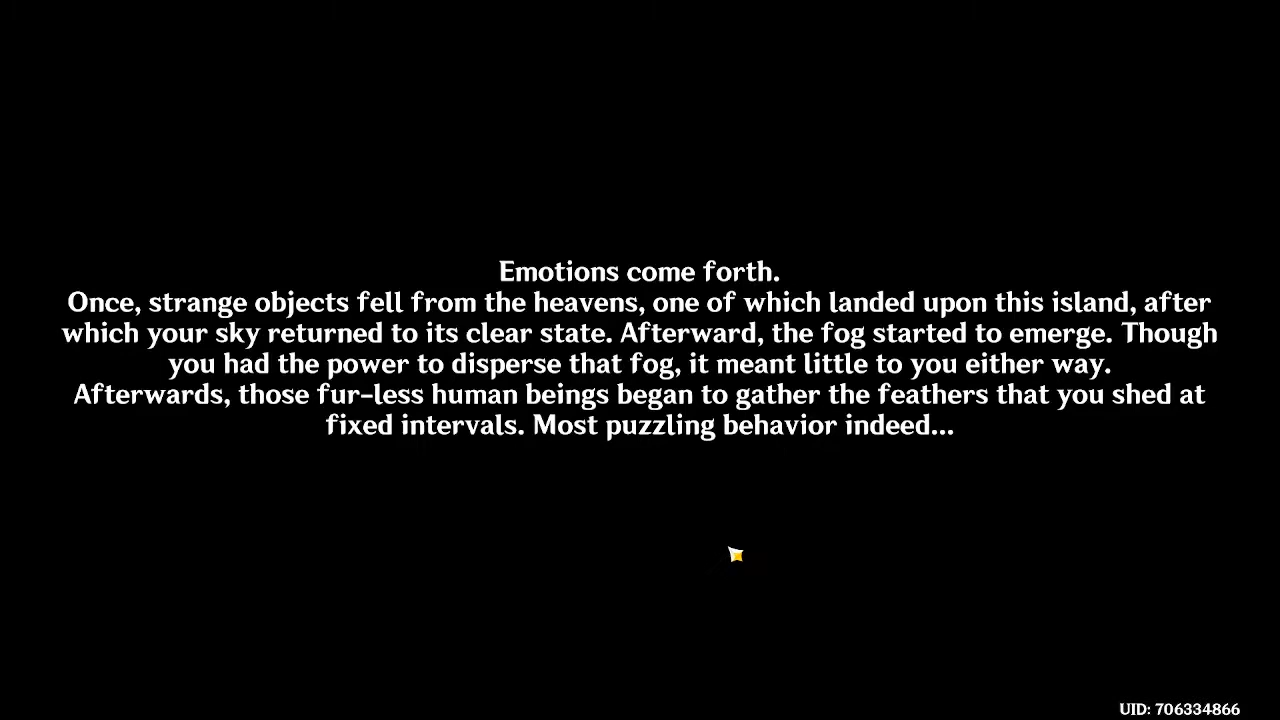 Emotions come forth.
Once, strange objects fell from the heavens, one of which landed upon this island, after
which your sky returned to its clear state. Afterward, the fog started to emerge. Though
you had the power to disperse that fog, it meant little to you either way.
Afterwards, those fur-less human beings began to gather the feathers that you shed at
fixed intervals. Most puzzling behavior indeed...
UID: 706334866